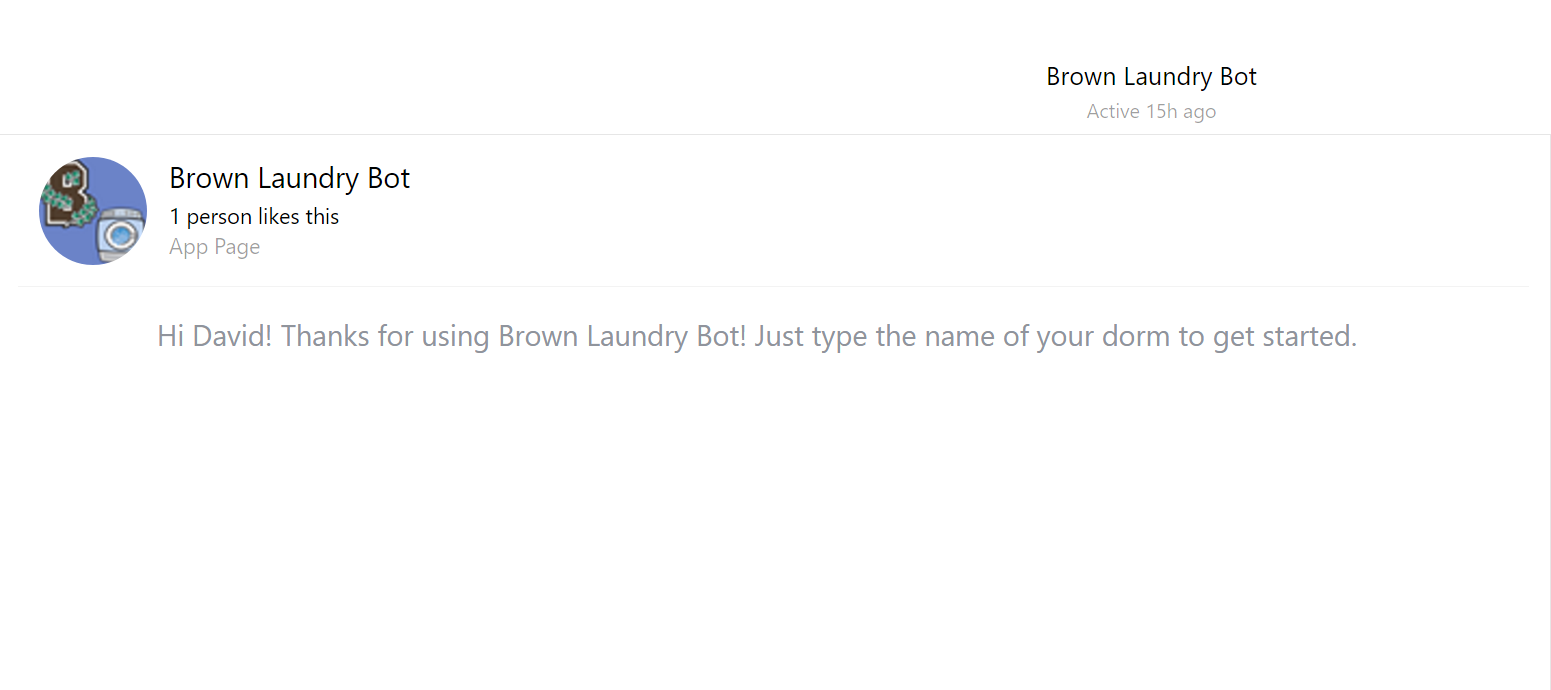 Brown Laundry Bot
Active 15h ago
Brown Laundry Bot
1 person likes this
App Page
Hi David! Thanks for using Brown Laundry Bot! Just type the name of your dorm to get started.